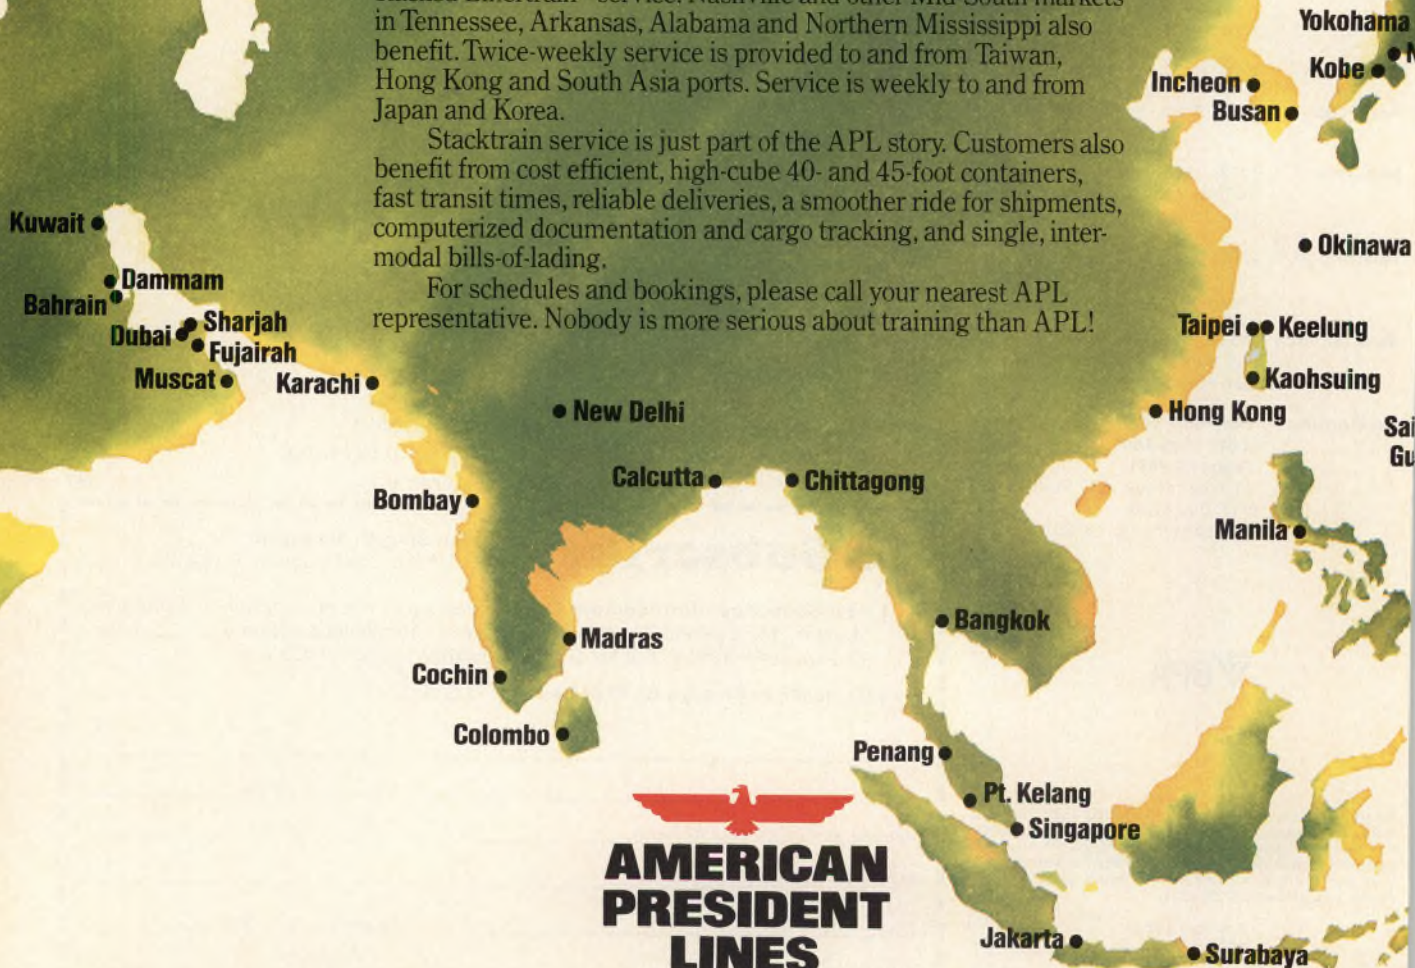 in Tennessee, Arkansas, Alabama and Northern Mississippi also
benefit. Twice-weekly service is provided to and from Taiwan,
Hong Kong and South Asia ports. Service is weekly to and from
Japan and Korea.
Stacktrain service is just part of the APL story. Customers also
benefit from cost efficient, high-cube 40- and 45-foot containers,
fast transit times, reliable deliveries, a smoother ride for shipments,
computerized documentation and cargo tracking, and single, inter-
modal bills-of-lading.
For schedules and bookings, please call your nearest APL
representative. Nobody is more serious about training than APL!
Yokohama
Kobe
Incheon
Busan
Kuwait
Okinawa
Dammam
Bahrain
Sharjah
Dubai
Fujairah
Taipei
Keelung
Muscat
Karachi
Kaohsuing
New Delhi
Hong Kong
Sai
Gu
Calcutta
Chittagong
Bombay
Manila
Bangkok
Madras
Cochin
Colombo
Penang
Pt. Kelang
Singapore
AMERICAN
PRESIDENT
LINES
Jakarta
Surabaya